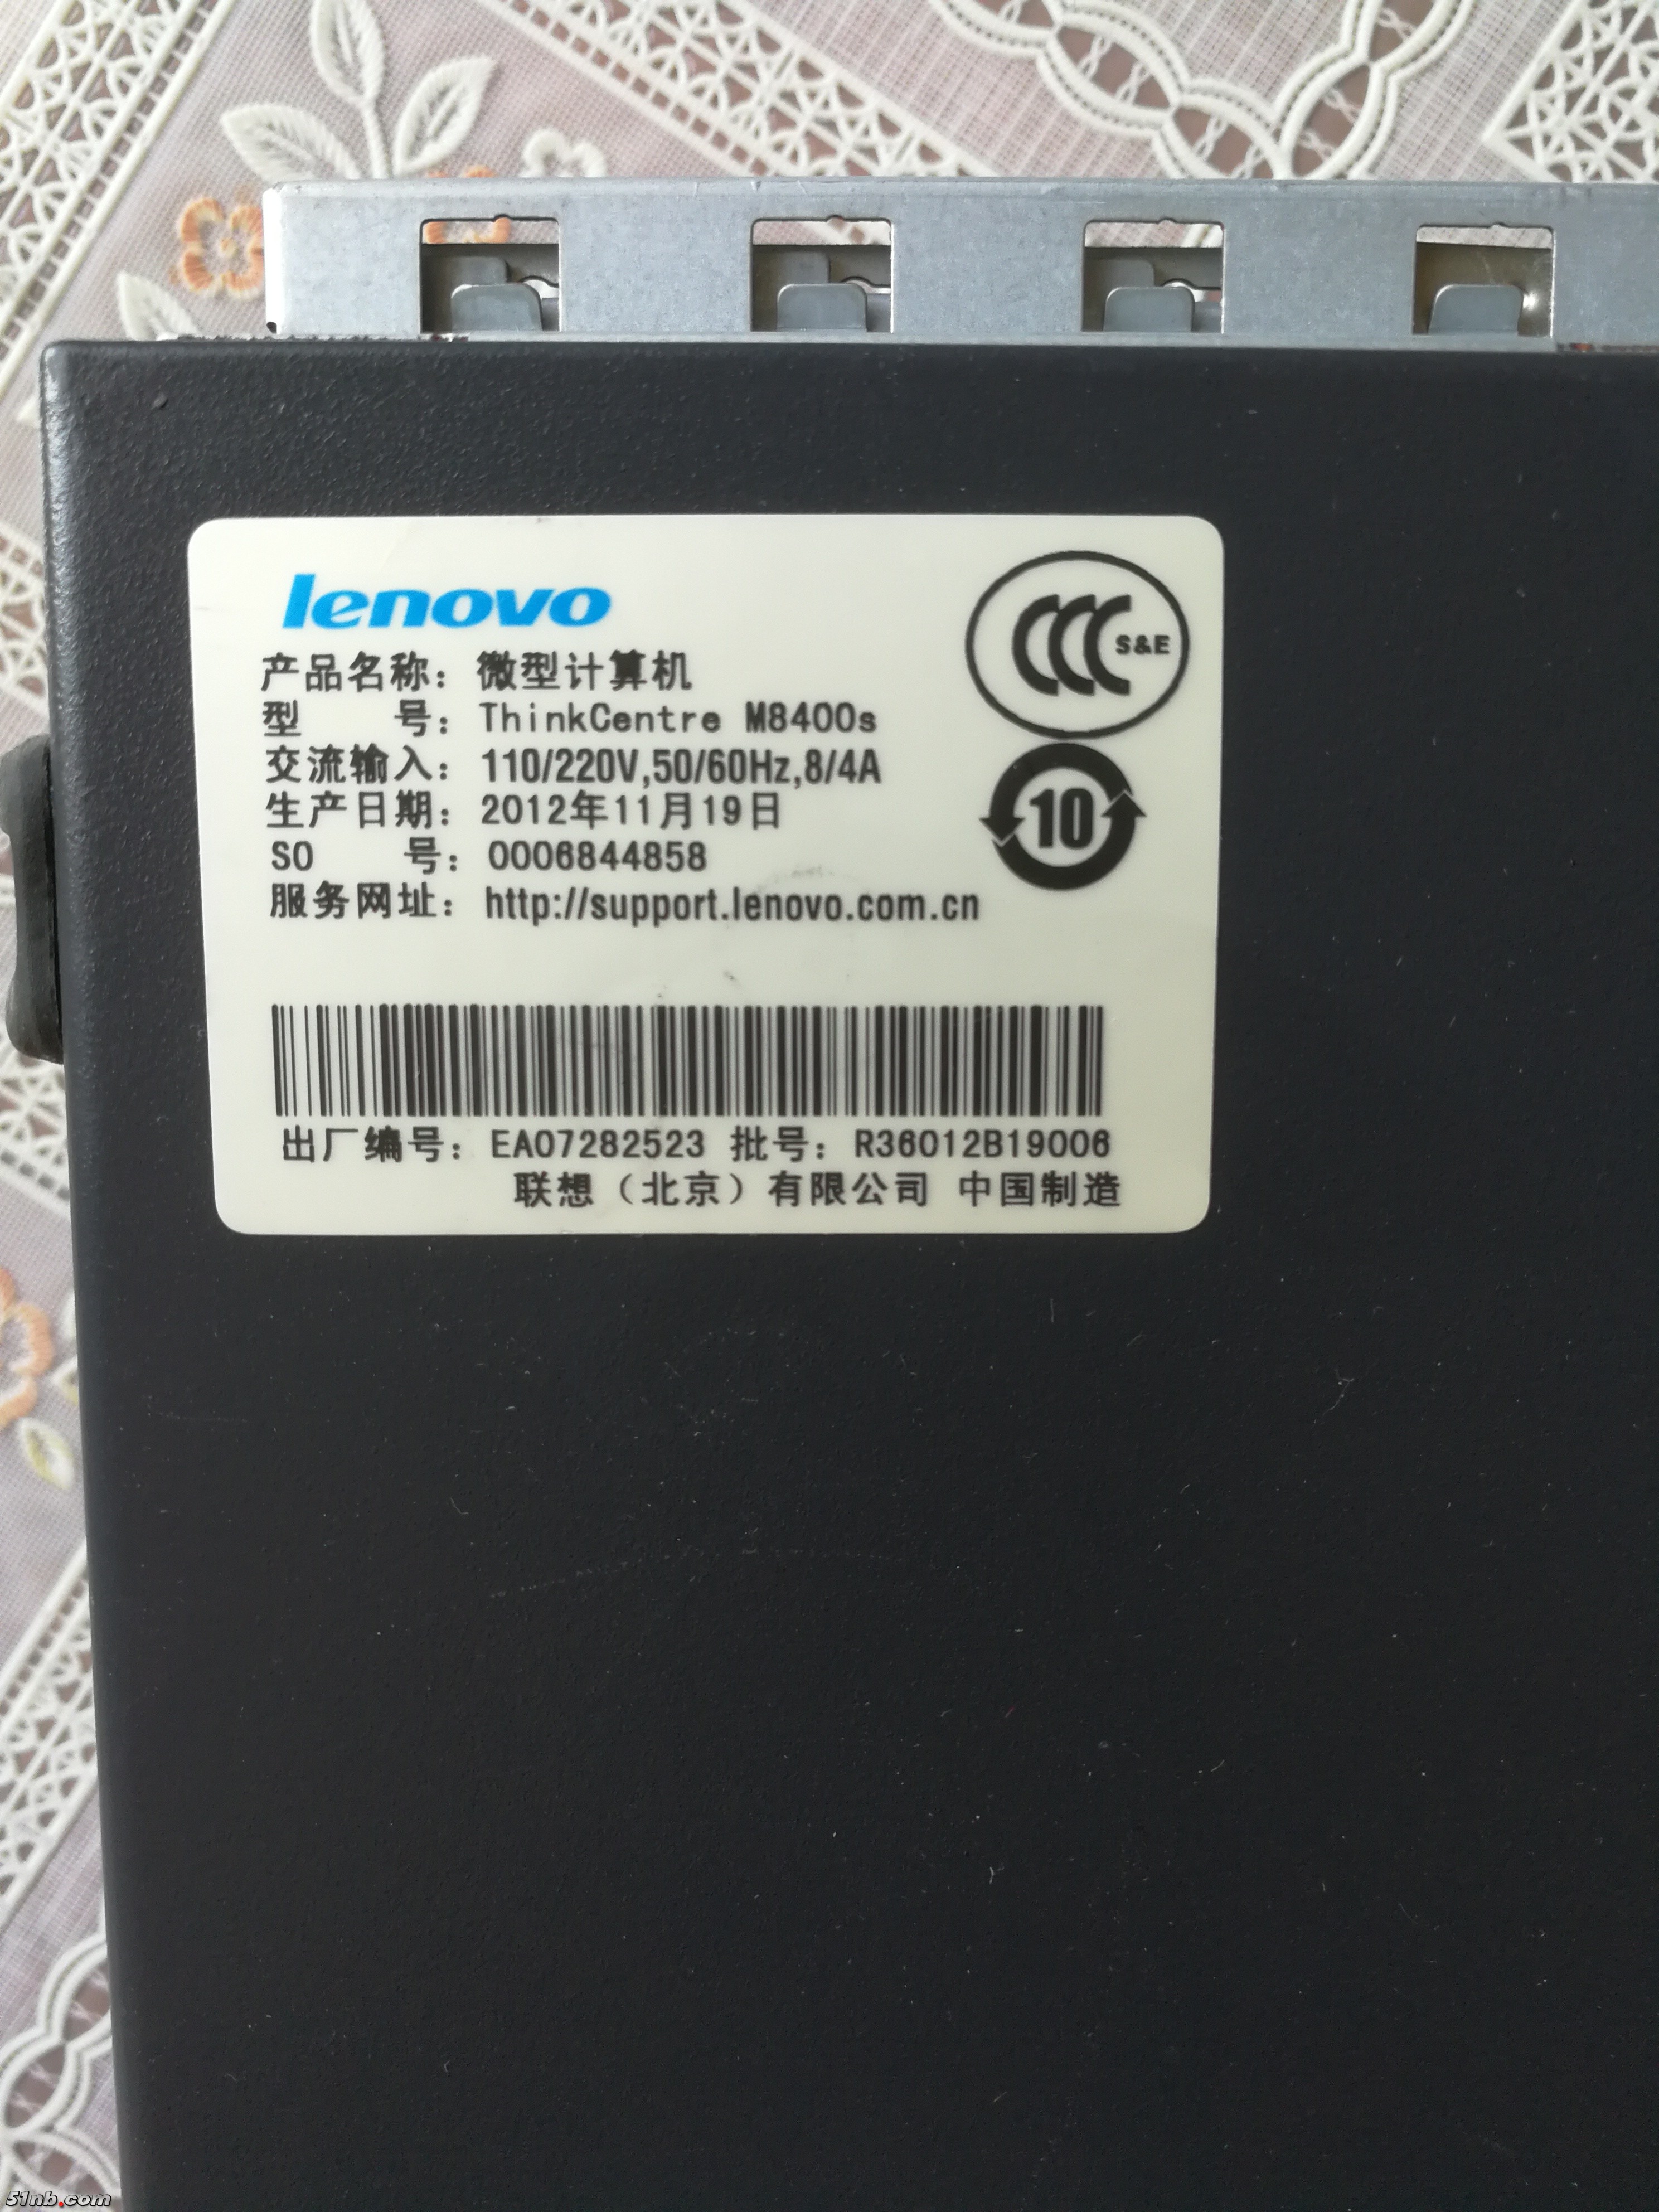 lenovo
产品名称：微型计算机
型 号：ThinkCentre M8400s
交流输入：110/220V,50/60Hz,8/4A
生产日期：2012年11月19日
SO 号：0006844858
服务网址：http://support.lenovo.com.cn
CCC S&E
10
出厂编号：EA07282523 批号：R36012B19006
联想（北京）有限公司 中国制造
51nb.com